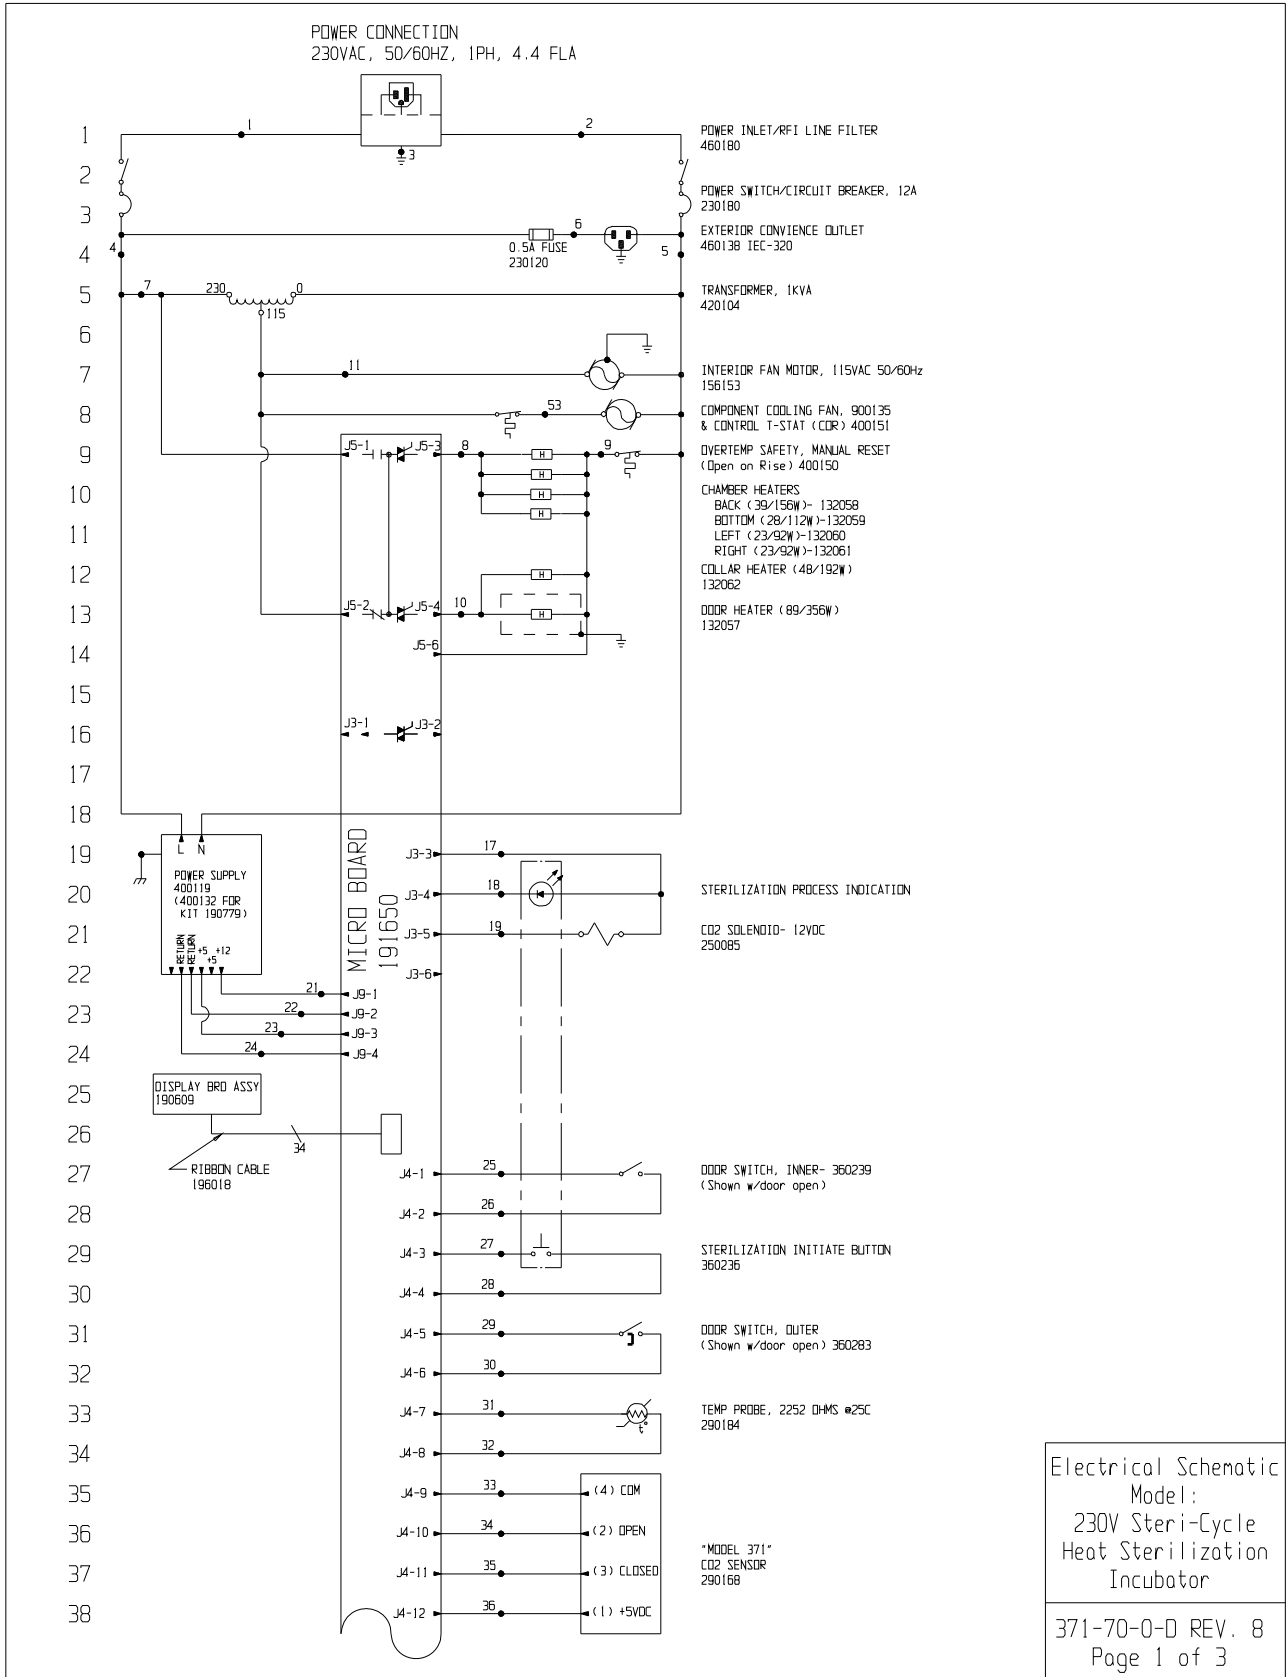 POWER CONNECTION
230VAC, 50/60HZ, 1PH, 4.4 FLA
1
1
2
POWER INLET/RFI LINE FILTER
460180
3
2
POWER SWITCH/CIRCUIT BREAKER, 12A
230180
3
6
EXTERIOR CONVIENCE OUTLET
460138 IEC-320
0.5A FUSE
230120
4
4
5
5
7
230
0
115
TRANSFORMER, 1KVA
420104
6
7
11
INTERIOR FAN MOTOR, 115VAC 50/60Hz
156153
8
53
COMPONENT COOLING FAN, 900135
& CONTROL T-STAT (COR) 400151
9
J5-1
J5-3
8
H
9
OVERTEMP SAFETY, MANUAL RESET
(Open on Rise) 400150
H
10
H
H
CHAMBER HEATERS
BACK (39/156W)- 132058
BOTTOM (28/112W)-132059
11
LEFT (23/92W)-132060
RIGHT (23/92W)-132061
12
H
COLLAR HEATER (48/192W)
132062
13
J5-2
J5-4
10
H
DOOR HEATER (89/356W)
132057
14
J5-6
15
16
J3-1
J3-2
17
18
19
L N
POWER SUPPLY
400119
(400132 FOR
KIT 190779)
RETURN
RETURN
+5
+5
+12
MICRO BOARD
191650
J3-3
17
20
J3-4
18
STERILIZATION PROCESS INDICATION
21
J3-5
19
CO2 SOLENOID- 12VDC
250085
22
J3-6
21
J9-1
23
22
J9-2
23
J9-3
24
24
J9-4
25
DISPLAY BRD ASSY
190609
26
34
RIBBON CABLE
196018
27
J4-1
25
DOOR SWITCH, INNER- 360239
(Shown w/door open)
28
J4-2
26
29
J4-3
27
STERILIZATION INITIATE BUTTON
360236
30
J4-4
28
31
J4-5
29
DOOR SWITCH, OUTER
(Shown w/door open) 360283
32
J4-6
30
33
J4-7
31
t°
TEMP PROBE, 2252 OHMS @25C
290184
34
J4-8
32
35
J4-9
33
(4) COM
36
J4-10
34
(2) OPEN
37
J4-11
35
(3) CLOSED
"MODEL 371"
CO2 SENSOR
290168
38
J4-12
36
(1) +5VDC
Electrical Schematic
Model:
230V Steri-Cycle
Heat Sterilization
Incubator
371-70-0-D REV. 8
Page 1 of 3